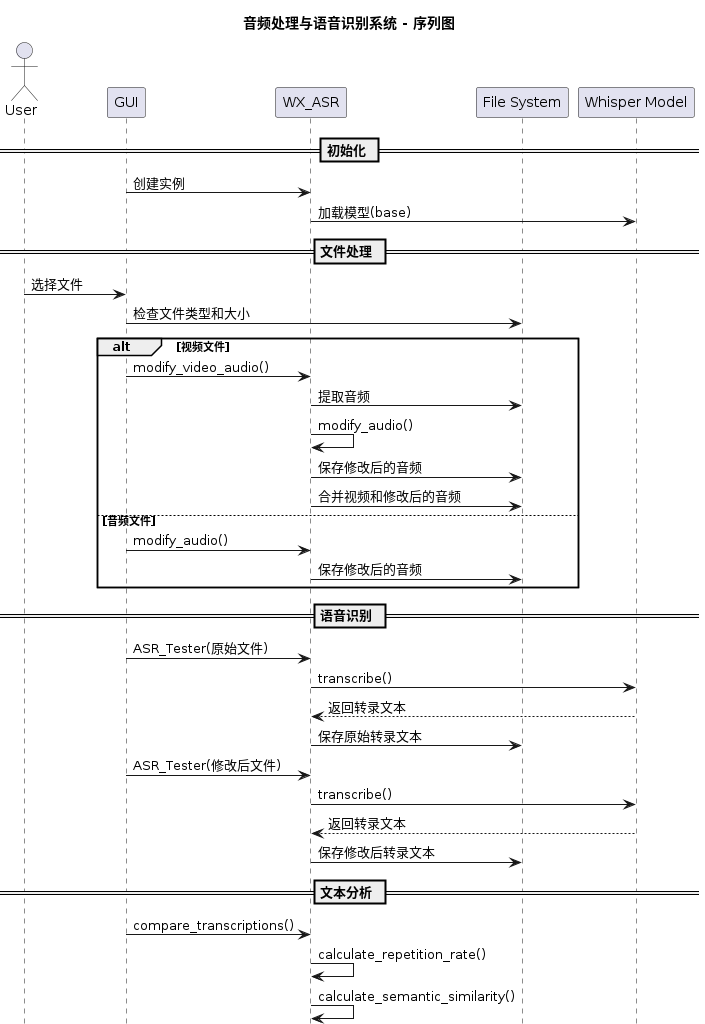 音频处理与语音识别系统 - 序列图
User
GUI
WX_ASR
File System
Whisper Model
初始化
创建实例
加载模型(base)
文件处理
选择文件
检查文件类型和大小
alt
[视频文件]
modify_video_audio()
提取音频
modify_audio()
保存修改后的音频
合并视频和修改后的音频
[音频文件]
modify_audio()
保存修改后的音频
语音识别
ASR_Tester(原始文件)
transcribe()
返回转录文本
保存原始转录文本
ASR_Tester(修改后文件)
transcribe()
返回转录文本
保存修改后转录文本
文本分析
compare_transcriptions()
calculate_repetition_rate()
calculate_semantic_similarity()